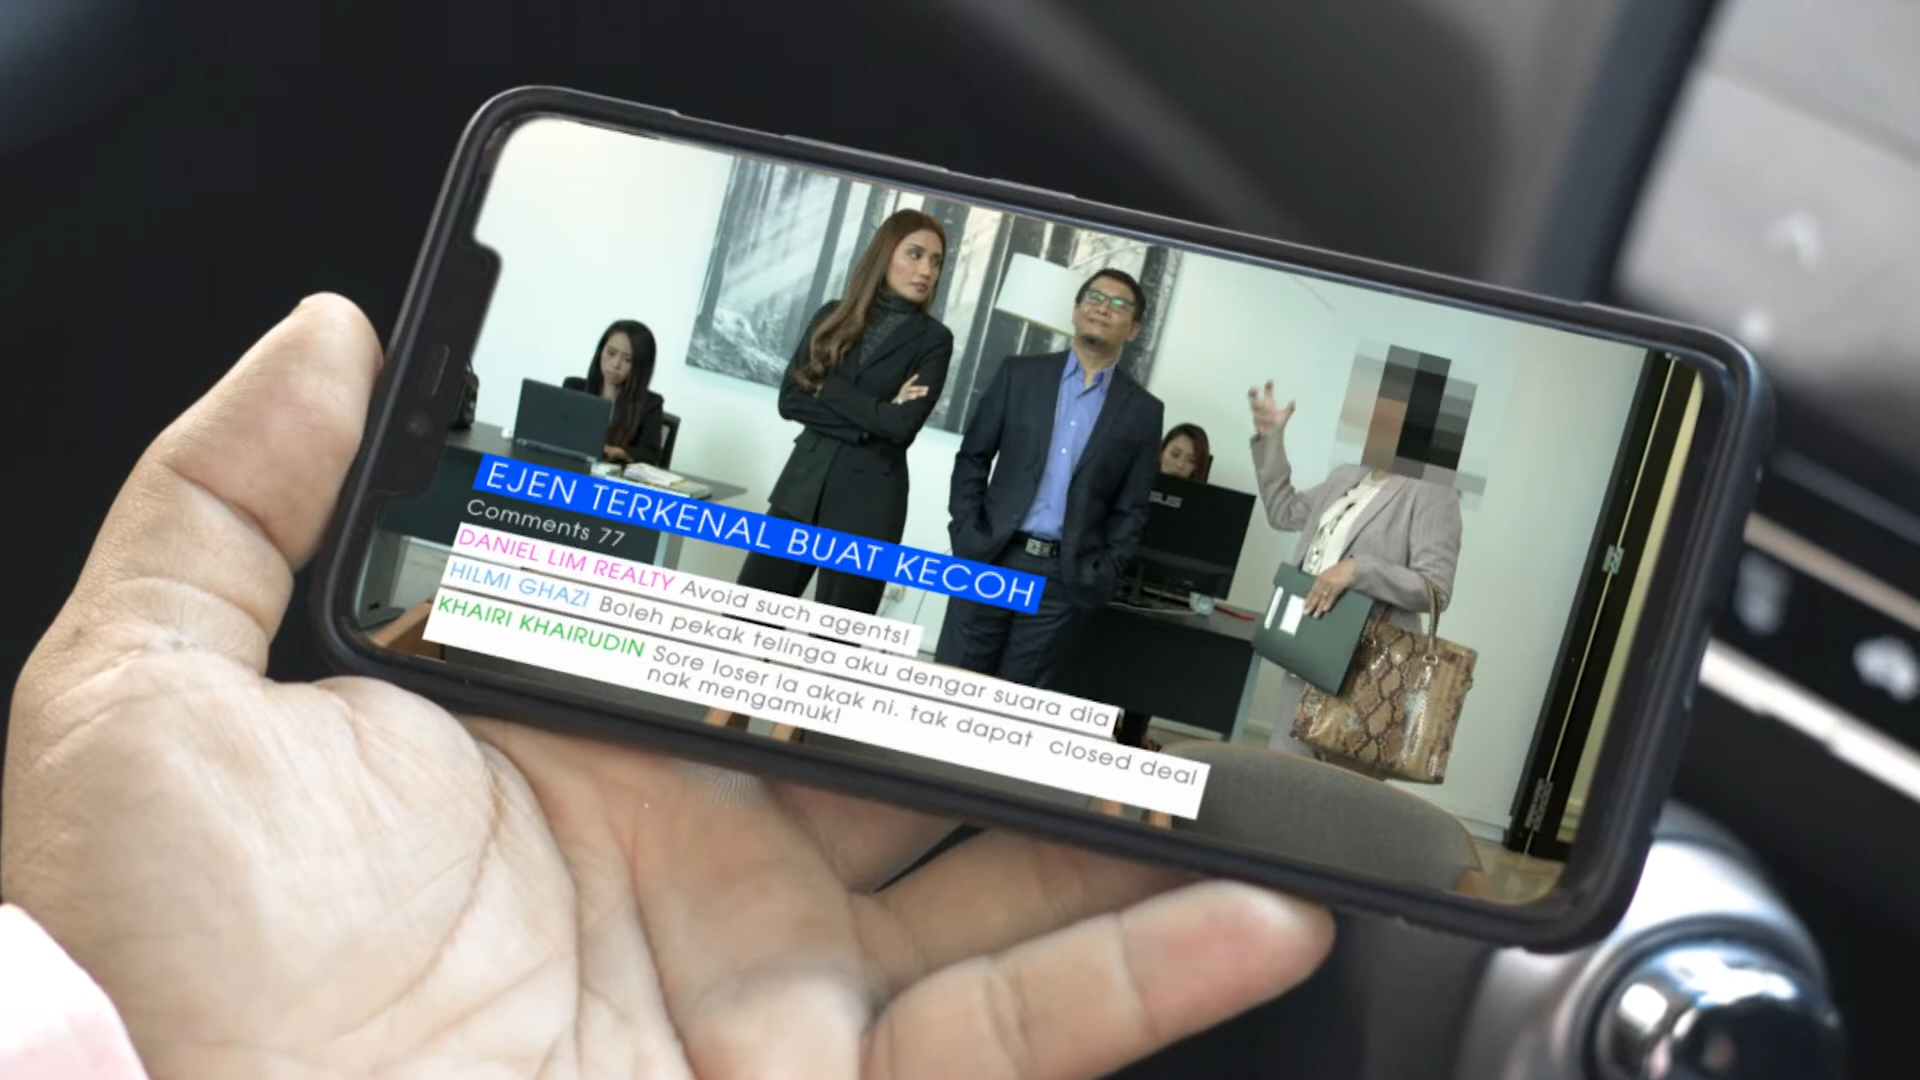 EJEN TERKENAL BUAT KECOH
Comments 77
DANIEL LIM REALTY Avoid such agents!
HILMI GHAZI Boleh pekak telinga aku dengar suara dia
KHAIRI KHAIRUDIN Sore loser la akak ni. tak dapat closed deal
nak mengamuk!
ASUS